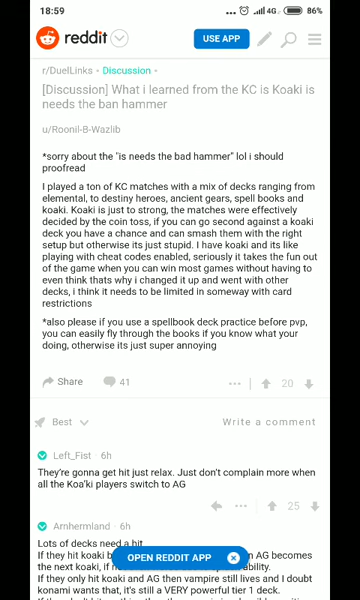 18:59
... 4G 86%
reddit
USE APP
r/DuelLinks • Discussion •
[Discussion] What i learned from the KC is Koaki is
is needs the ban hammer
u/Roonil-B-Wazlib
*sorry about the "is needs the bad hammer" lol i should
proofread
I played a ton of KC matches with a mix of decks ranging from
elemental, to destiny heroes, ancient gears, spell books and
koaki. Koaki is just to strong, the matches were effectively
decided by the coin toss, if you can go second against a koaki
deck you have a chance and can smash them with the right
setup but otherwise its just stupid. I have koaki and its like
playing with cheat codes enabled, seriously it takes the fun out
of the game when you can win most games without having to
even think thats why i changed it up and went with other
decks, i think it needs to be limited in someway with card
restrictions
*also please if you use a spellbook deck practice before pvp,
you can easily fly through the books if you know what your
doing, otherwise its just super annoying
Share 41 ... 20
Best Write a comment
Left_Fist · 6h
They're gonna get hit just relax. Just don't complain more when
all the Koa'ki players switch to AG
... 25
Arnhermland · 6h
Lots of decks need a hit.
If they hit koaki AG becomes
the next koaki, if ability.
OPEN REDDIT APP
If they only hit koaki and AG then vampire still lives and I doubt
konami wants that, it's still a VERY powerful tier 1 deck.